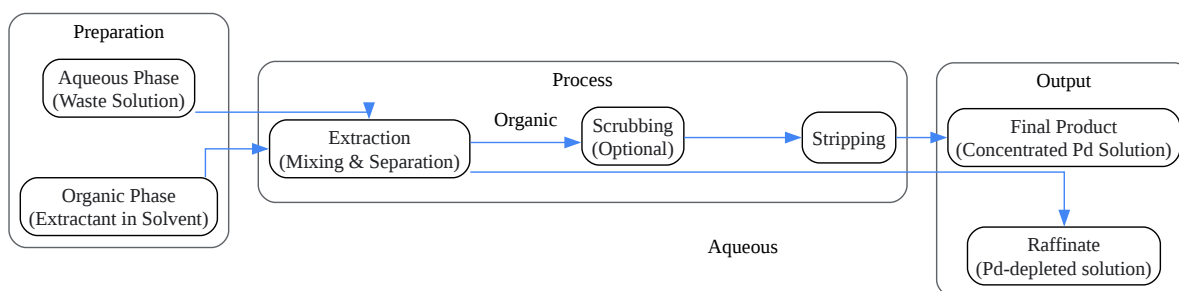 Preparation
Aqueous Phase
(Waste Solution)
Organic Phase
(Extractant in Solvent)
Process
Extraction
(Mixing & Separation)
Organic
Scrubbing
(Optional)
Stripping
Aqueous
Output
Final Product
(Concentrated Pd Solution)
Raffinate
(Pd-depleted solution)